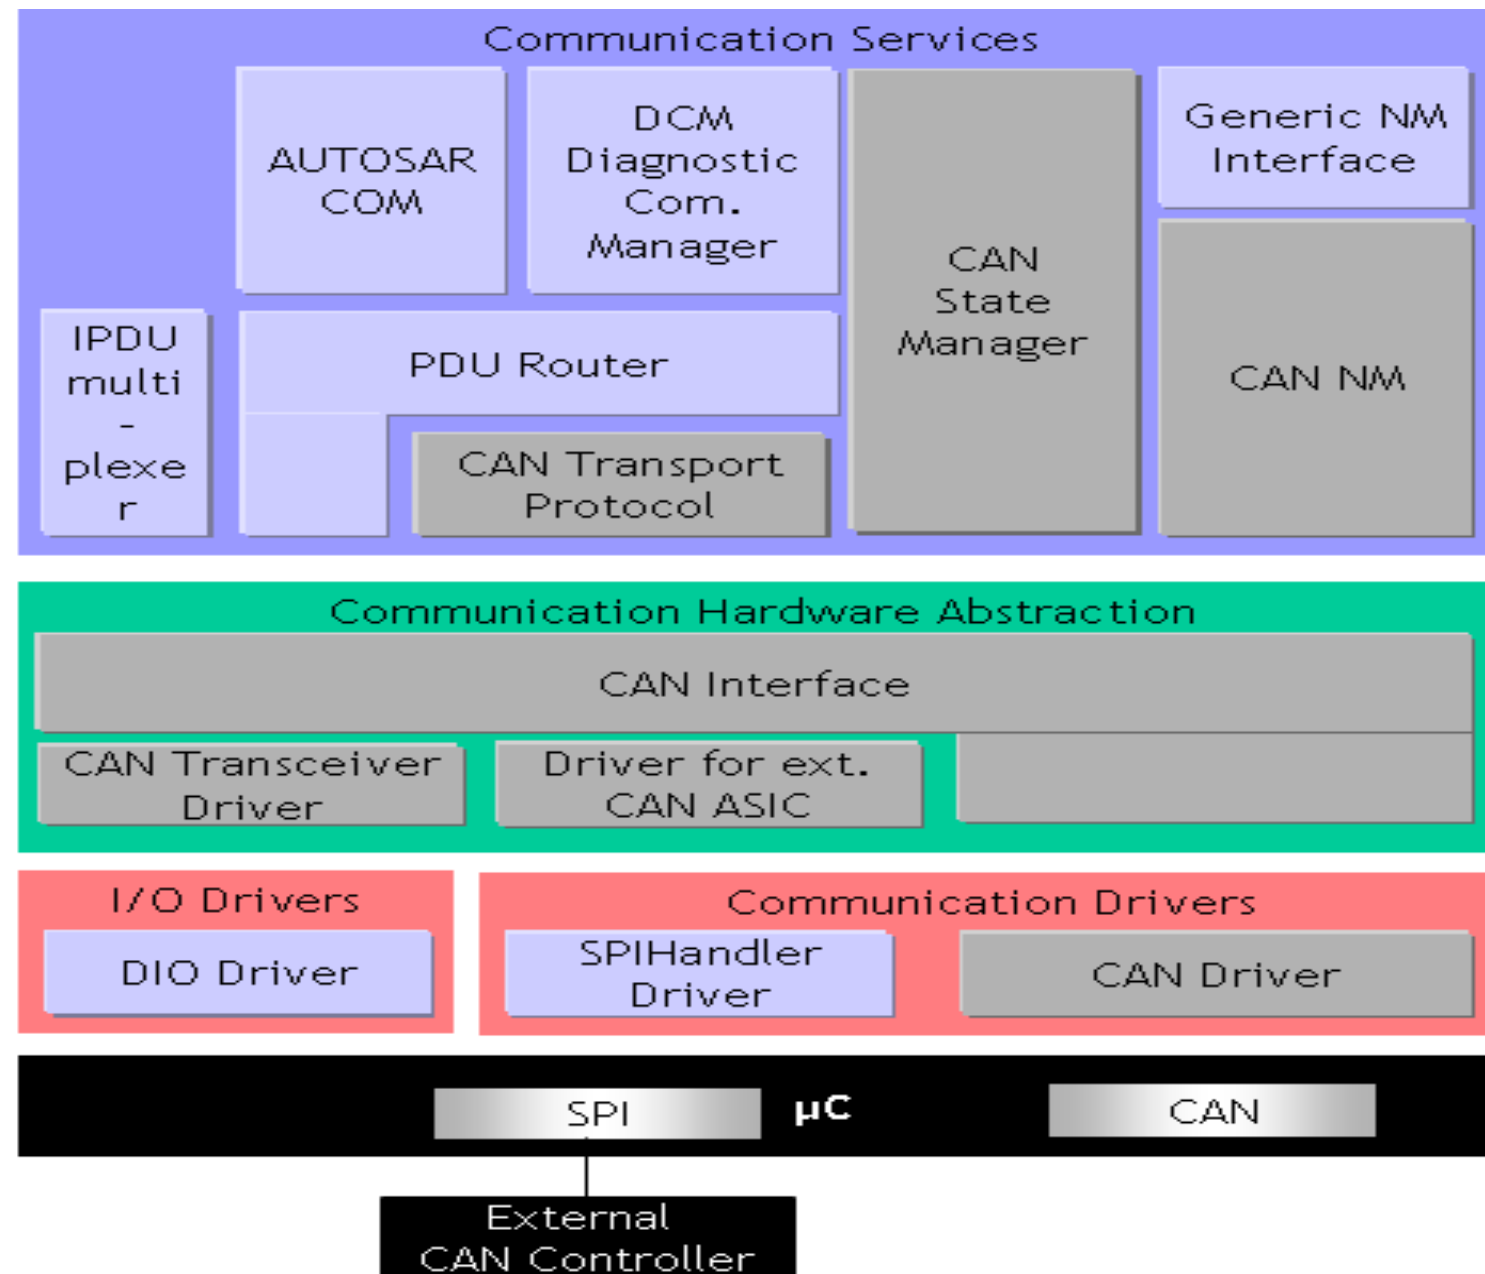 Communication Services
AUTOSAR
COM
DCM
Diagnostic
Com.
Manager
CAN
State
Manager
Generic NM
Interface
IPDU
multi
-
plexe
r
PDU Router
CAN Transport
Protocol
CAN NM
Communication Hardware Abstraction
CAN Interface
CAN Transceiver
Driver
Driver for ext.
CAN ASIC
I/O Drivers
DIO Driver
Communication Drivers
SPIHandler
Driver
CAN Driver
SPI
µC
CAN
External
CAN Controller